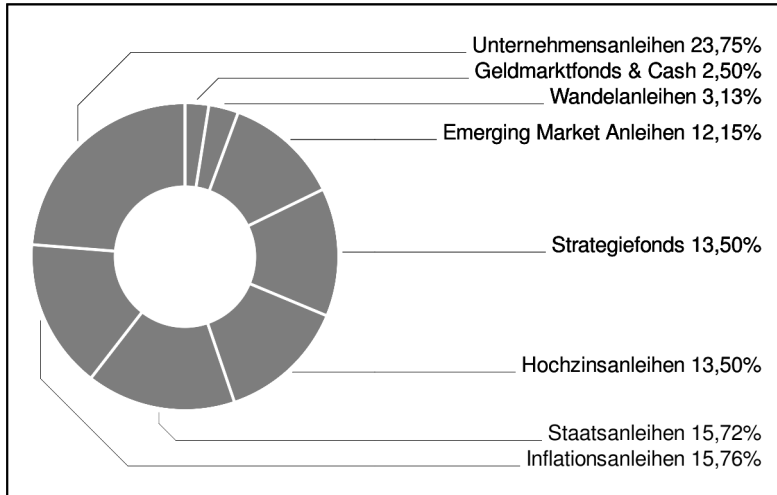 Unternehmensanleihen 23,75%
Geldmarktfonds & Cash 2,50%
Wandelanleihen 3,13%
Emerging Market Anleihen 12,15%
Strategiefonds 13,50%
Hochzinsanleihen 13,50%
Staatsanleihen 15,72%
Inflationsanleihen 15,76%